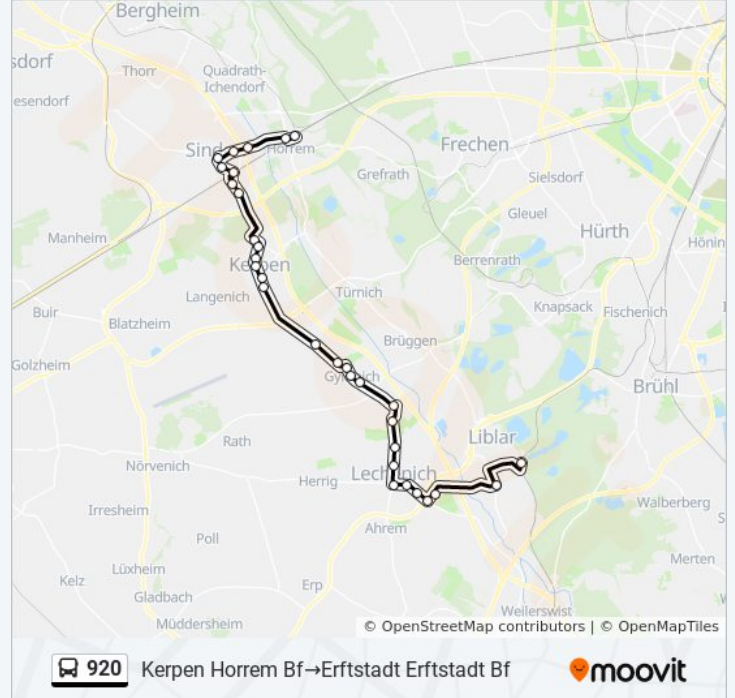 Bergheim
sdorf
Thorr
Quadrath-
Ichendorf
esendorf
Sind
Horrem
Frechen
Grefrath
Sielsdorf
Gleuel
Hürth
Manheim
Hönin
Kerpen
Berrenrath
Langenich
Türnich
Knapsack
Fischenich
Buir
Blatzheim
Brüggen
Golzheim
Gymnich
Brühl
Rath
Liblar
Nörvenich
Lechenich
Herrig
Walberberg
Irresheim
Ahrem
Poll
Merten
Lüxheim
Kelz
Erp
Gladbach
Weilerswist
Müddersheim
© OpenStreetMap contributors | © OpenMapTiles
920 Kerpen Horrem Bf→Erftstadt Erftstadt Bf
moovit